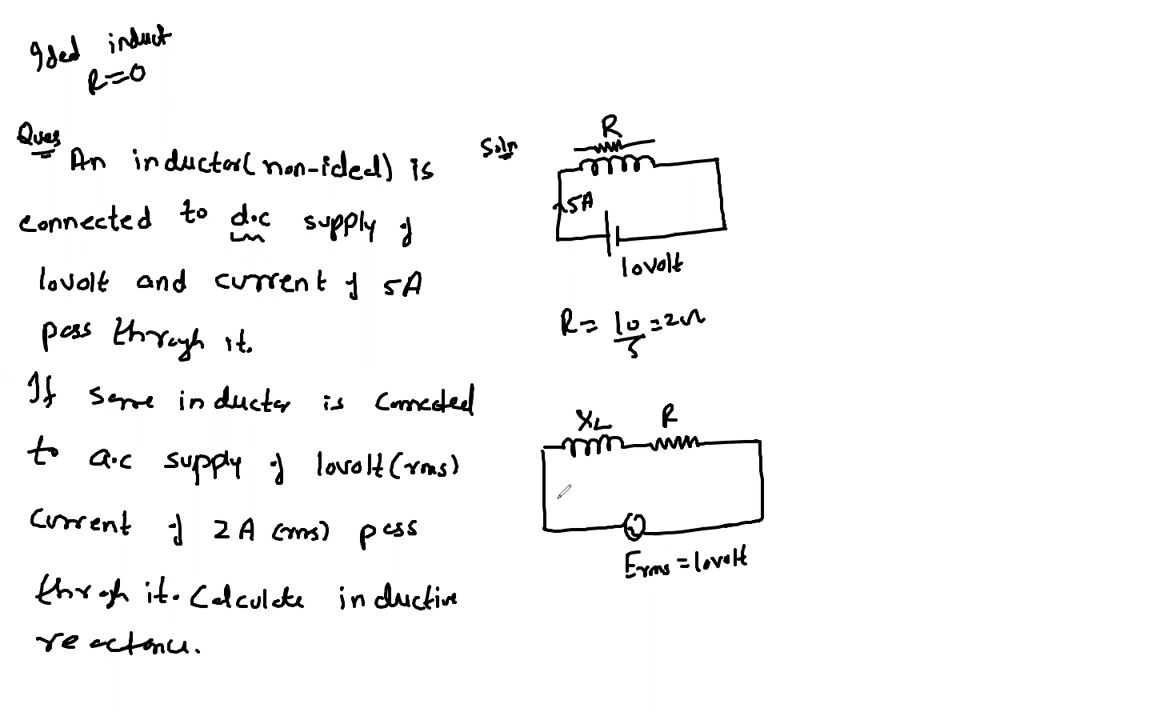 Ideal induct
R=0
Ques An inductor (non-ideal) is
connected to d.c supply of
10volt and current of 5A
pass through it.
If same inductor is connected
to a.c supply of 10volt (rms)
current of 2A (rms) pass
through it. Calculate inductive
reactance.
Soln
R
5A
10volt
R = 10/5 = 2Ω
XL R
Erms = 10volt